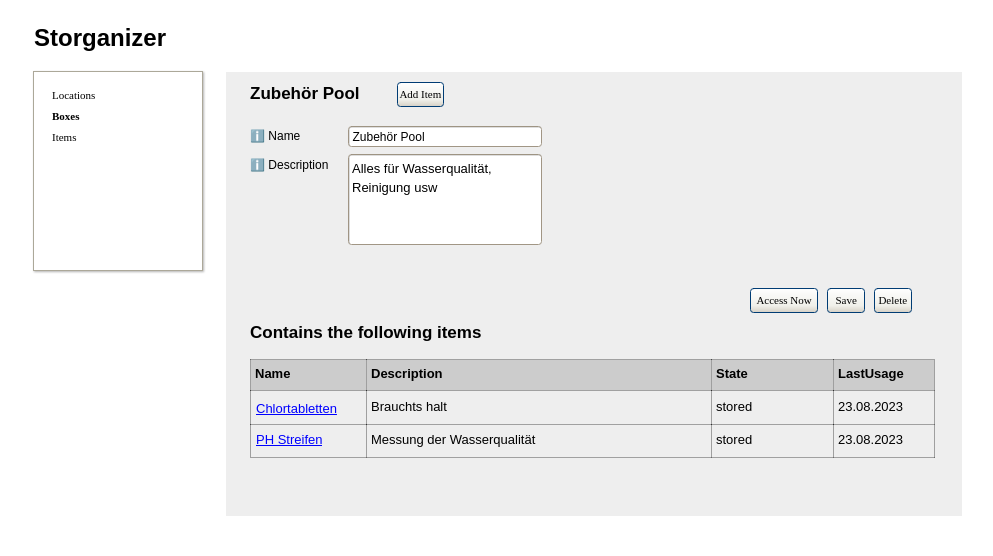 Storganizer
Locations
Boxes
Items
Zubehör Pool
Add Item
Name
Zubehör Pool
Description
Alles für Wasserqualität,
Reinigung usw
Access Now
Save
Delete
Contains the following items
Name Description State LastUsage
Chlortabletten Brauchts halt stored 23.08.2023
PH Streifen Messung der Wasserqualität stored 23.08.2023